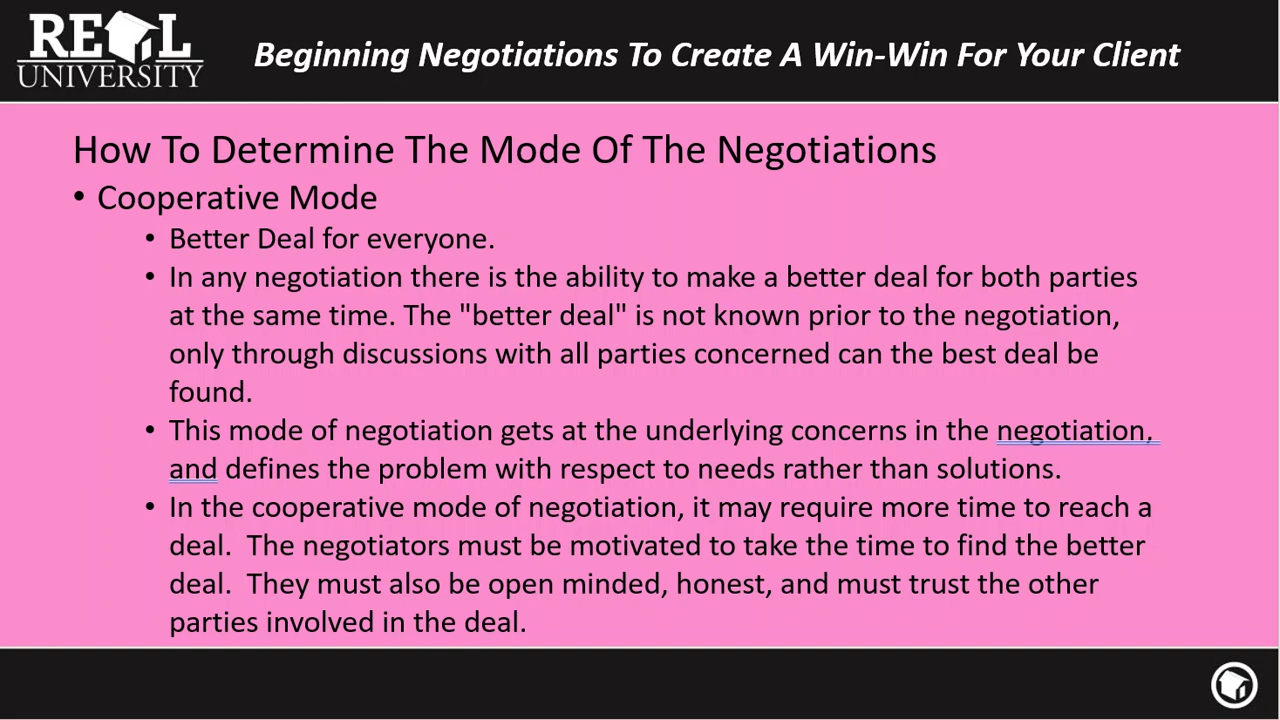 REAL
UNIVERSITY
Beginning Negotiations To Create A Win-Win For Your Client
How To Determine The Mode Of The Negotiations
• Cooperative Mode
• Better Deal for everyone.
• In any negotiation there is the ability to make a better deal for both parties
at the same time. The "better deal" is not known prior to the negotiation,
only through discussions with all parties concerned can the best deal be
found.
• This mode of negotiation gets at the underlying concerns in the negotiation,
and defines the problem with respect to needs rather than solutions.
• In the cooperative mode of negotiation, it may require more time to reach a
deal.  The negotiators must be motivated to take the time to find the better
deal.  They must also be open minded, honest, and must trust the other
parties involved in the deal.